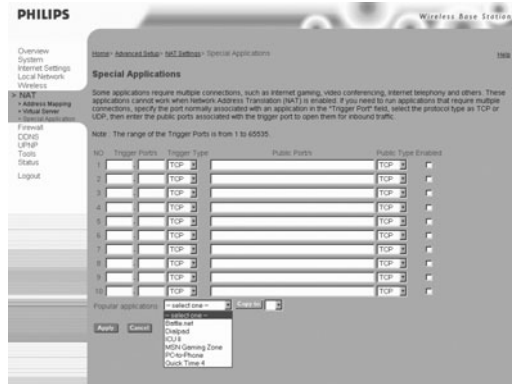 PHILIPS
Wireless Base Station
Overview
System
Internet Settings
Local Network
Wireless
> NAT
• Address Mapping
• Virtual Server
• Special Application
Firewall
DDNS
UPNP
Tools
Status
Logout
Home> Advanced Setup> NAT Settings> Special Applications
Help
Special Applications
Some applications require multiple connections, such as internet gaming, video conferencing, internet telephony and others. These
applications cannot work when Network Address Translation (NAT) is enabled. If you need to run applications that require multiple
connections, specify the port normally associated with an application in the "Trigger Port" field, select the protocol type as TCP or
UDP, then enter the public ports associated with the trigger port to open them for inbound traffic.
Note : The range of the Trigger Ports is from 1 to 65535.
NO Trigger Port/s Trigger Type Public Port/s Public Type Enabled
1 TCP TCP
2 TCP TCP
3 TCP TCP
4 TCP TCP
5 TCP TCP
6 TCP TCP
7 TCP TCP
8 TCP TCP
9 TCP TCP
10 TCP TCP
Popular applications -- select one -- Copy to
-- select one --
Battle.net
Dialpad
ICU II
MSN Gaming Zone
PC-to-Phone
Quick Time 4
Apply Cancel